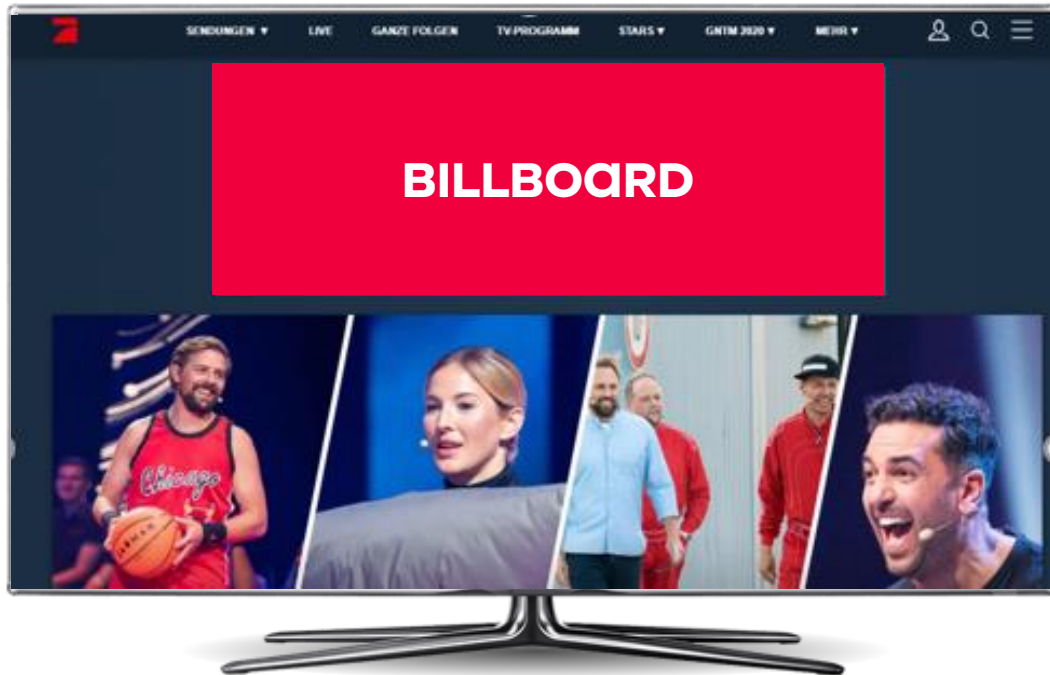 SENDUNGEN ▼ LIVE GANZE FOLGEN TV-PROGRAMM STARS ▼ GNTM 2020 ▼ MEHR ▼
BILLBOARD
Chicago